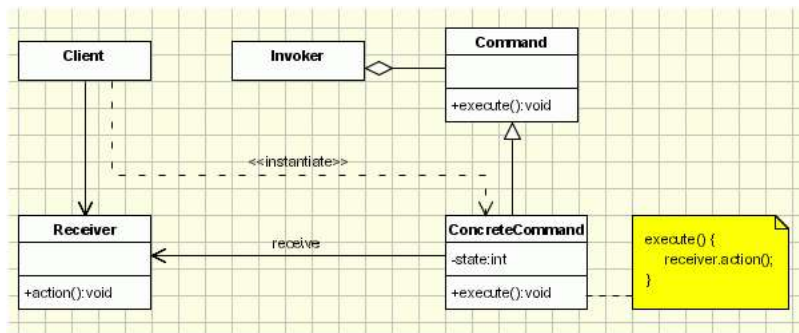 Client
Invoker
Command
+execute():void
<<instantiate>>
Receiver
+action():void
receive
ConcreteCommand
-state:int
+execute():void
execute() {
receiver.action();
}